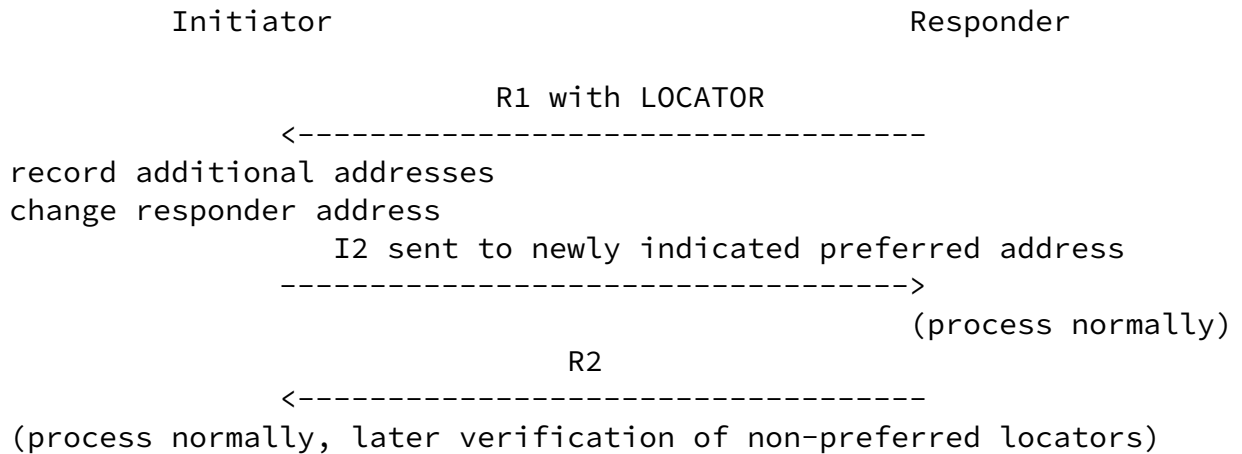 Initiator Responder
R1 with LOCATOR
<-----------------------------------
record additional addresses
change responder address
I2 sent to newly indicated preferred address
----------------------------------->
(process normally)
R2
<-----------------------------------
(process normally, later verification of non-preferred locators)